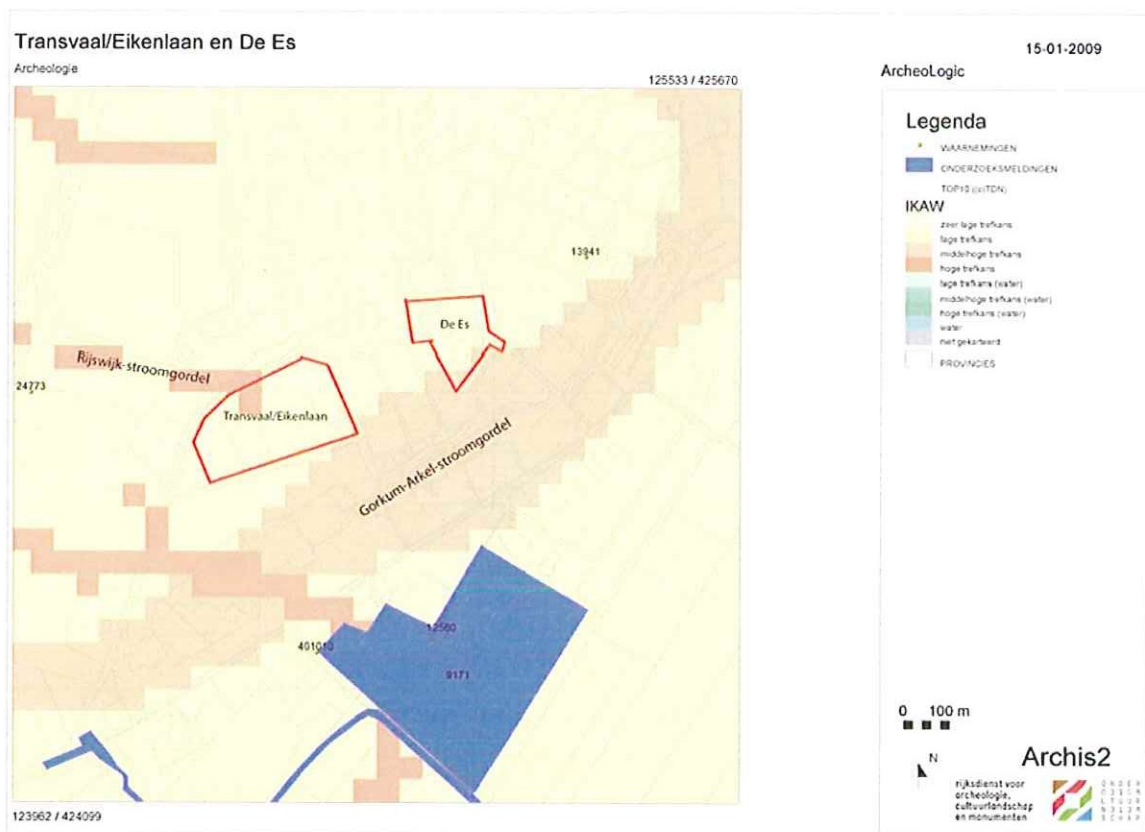 Transvaal/Eikenlaan en De Es
Archeologie
15-01-2009
125533 / 425670
ArcheoLogic
Legenda
WAARNEMINGEN
ONDERZOEKSMELDINGEN
TOP10
IKAW
zeer lage trefkans
lage trefkans
middelhoge trefkans
hoge trefkans
lage trefkans (water)
middelhoge trefkans (water)
hoge trefkans (water)
water
niet gekarteerd
PROVINCIES
13941
De Es
Rijswijk-stroomgordel
24773
Transvaal/Eikenlaan
Gorkum-Arkel-stroomgordel
12560
401010
9171
0 100 m
N
Archis2
rijksdienst voor
archeologie,
cultuurlandschap
en monumenten
123962 / 424099